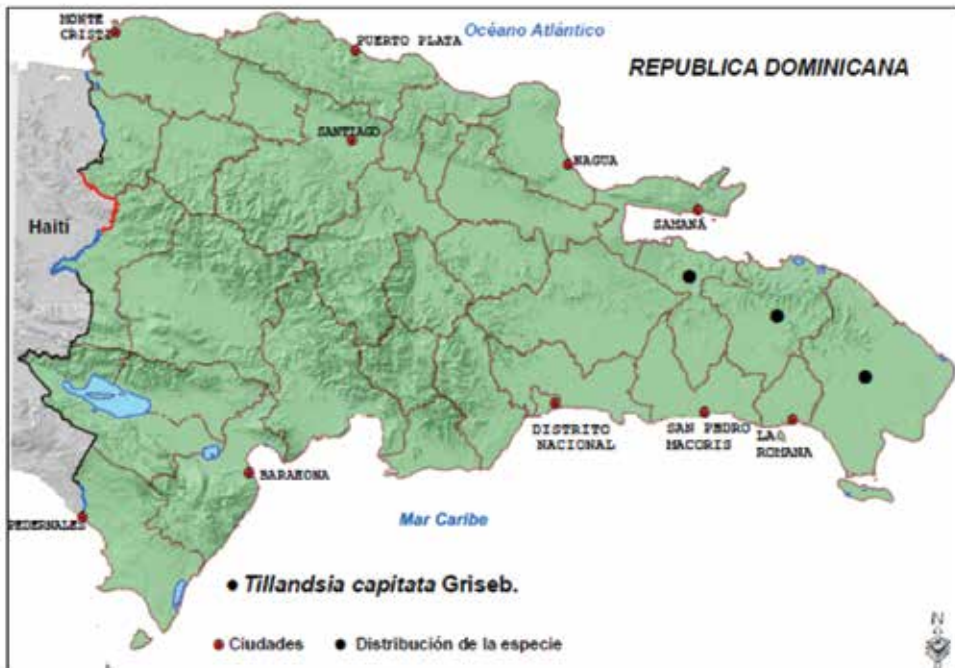 MONTE
CRISTI
PUERTO PLATA
Océano Atlántico
REPUBLICA DOMINICANA
SANTIAGO
NAGUA
SAMANÁ
Haití
DISTRITO
NACIONAL
SAN PEDRO
MACORIS
LA
ROMANA
BARAHONA
PEDERNALES
Mar Caribe
Tillandsia capitata Griseb.
Ciudades
Distribución de la especie
N